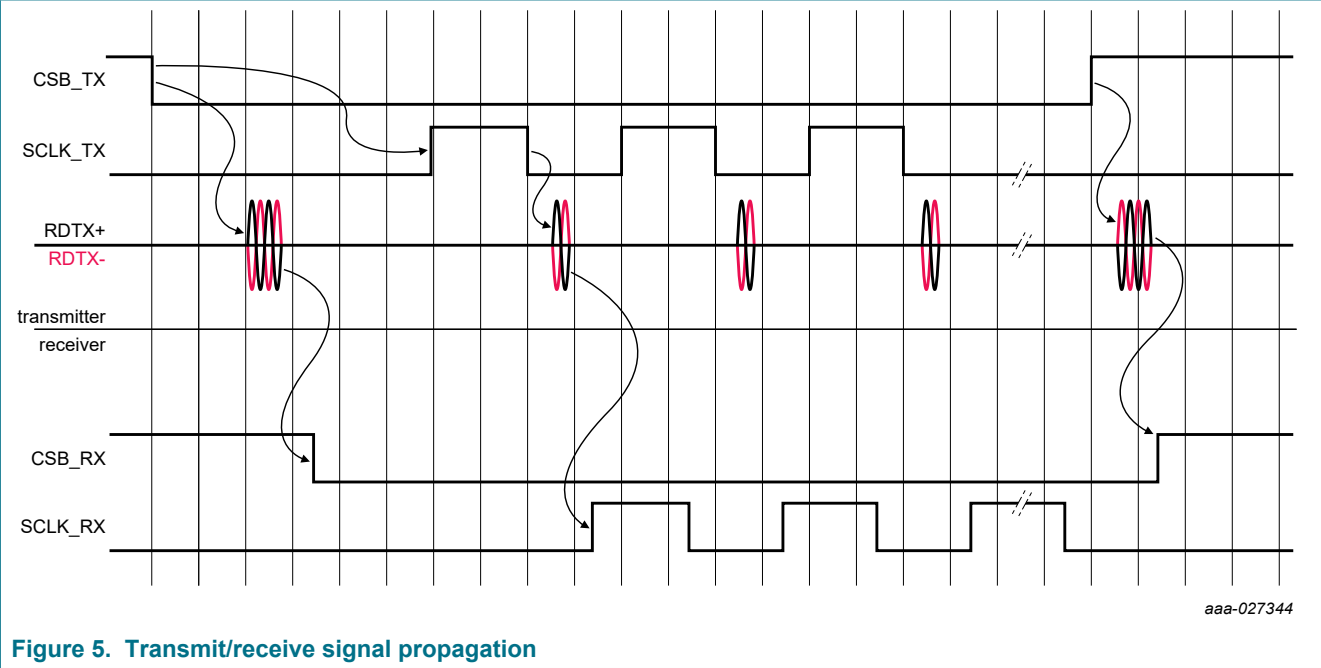 CSB_TX
SCLK_TX
RDTX+
RDTX-
transmitter
receiver
CSB_RX
SCLK_RX
aaa-027344
Figure 5. Transmit/receive signal propagation